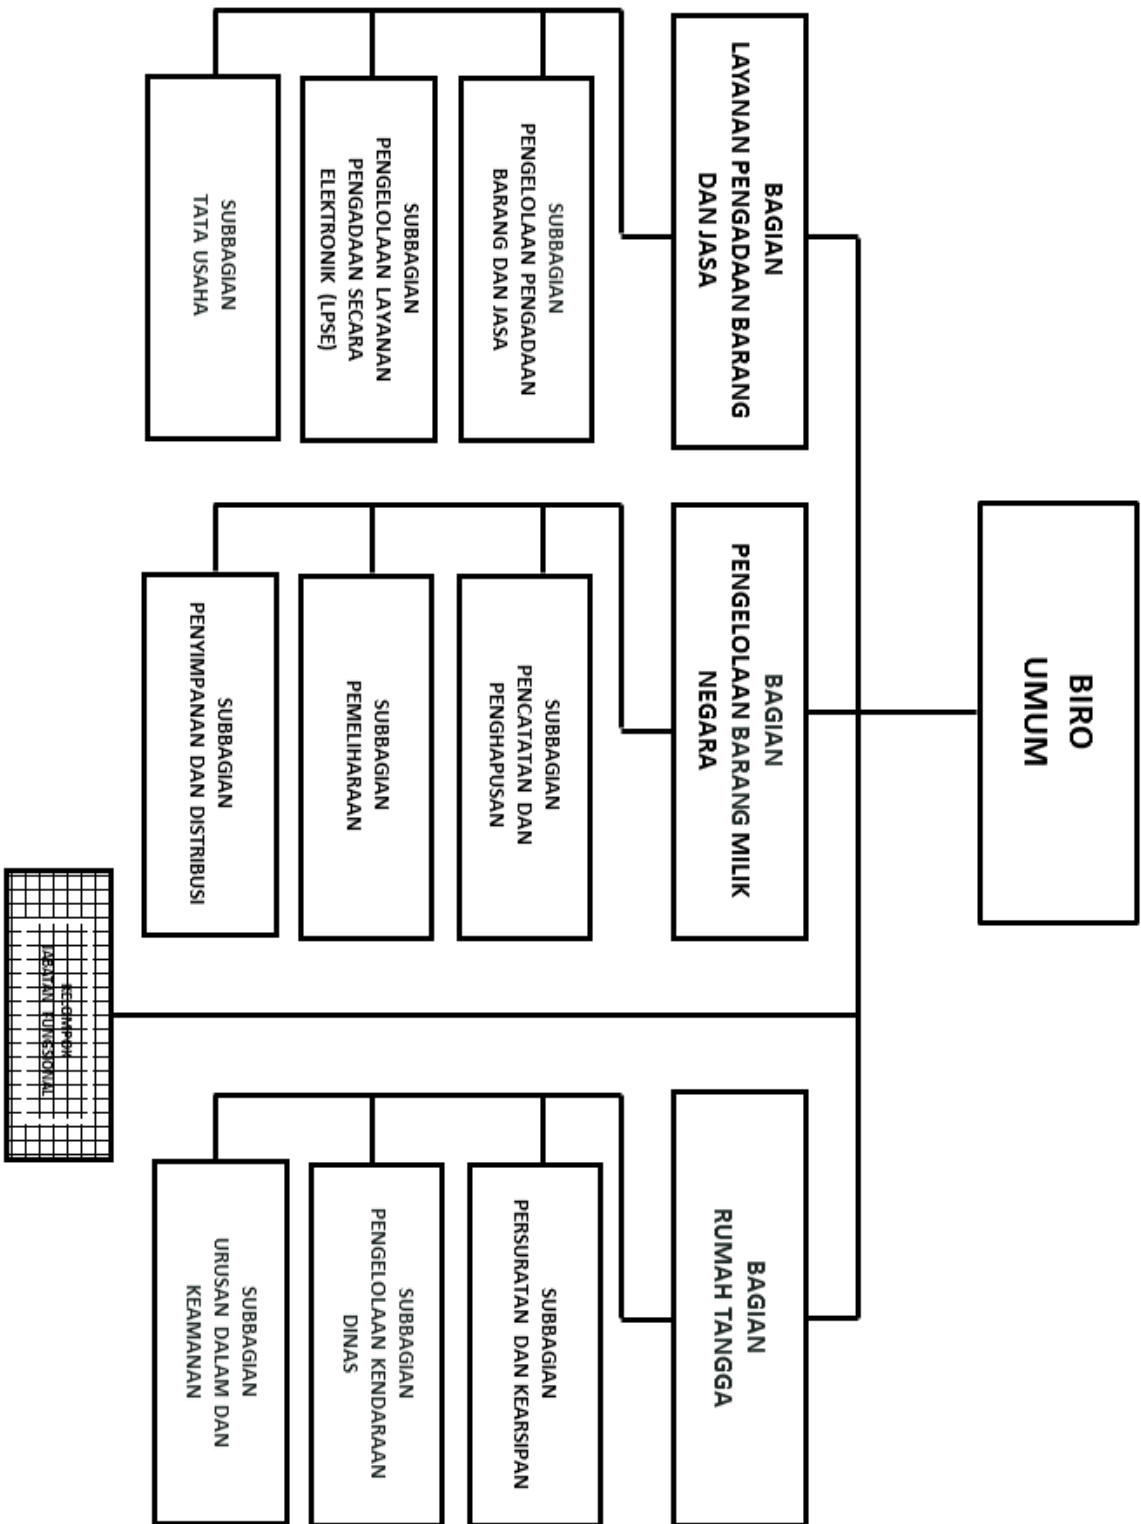 BIRO
UMUM
BAGIAN
LAYANAN PENGADAAN BARANG
DAN JASA
SUBBAGIAN
PENGELOLAAN PENGADAAN
BARANG DAN JASA
SUBBAGIAN
PENGELOLAAN LAYANAN
PENGADAAN SECARA
ELEKTRONIK (LPSE)
SUBBAGIAN
TATA USAHA
BAGIAN
PENGELOLAAN BARANG MILIK
NEGARA
SUBBAGIAN
PENCATATAN DAN
PENGHAPUSAN
SUBBAGIAN
PEMELIHARAAN
SUBBAGIAN
PENYIMPANAN DAN DISTRIBUSI
BAGIAN
RUMAH TANGGA
SUBBAGIAN
PERSURATAN DAN KEARSIPAN
SUBBAGIAN
PENGELOLAAN KENDARAAN
DINAS
SUBBAGIAN
URUSAN DALAM DAN
KEAMANAN
KELOMPOK
JABATAN FUNGSIONAL